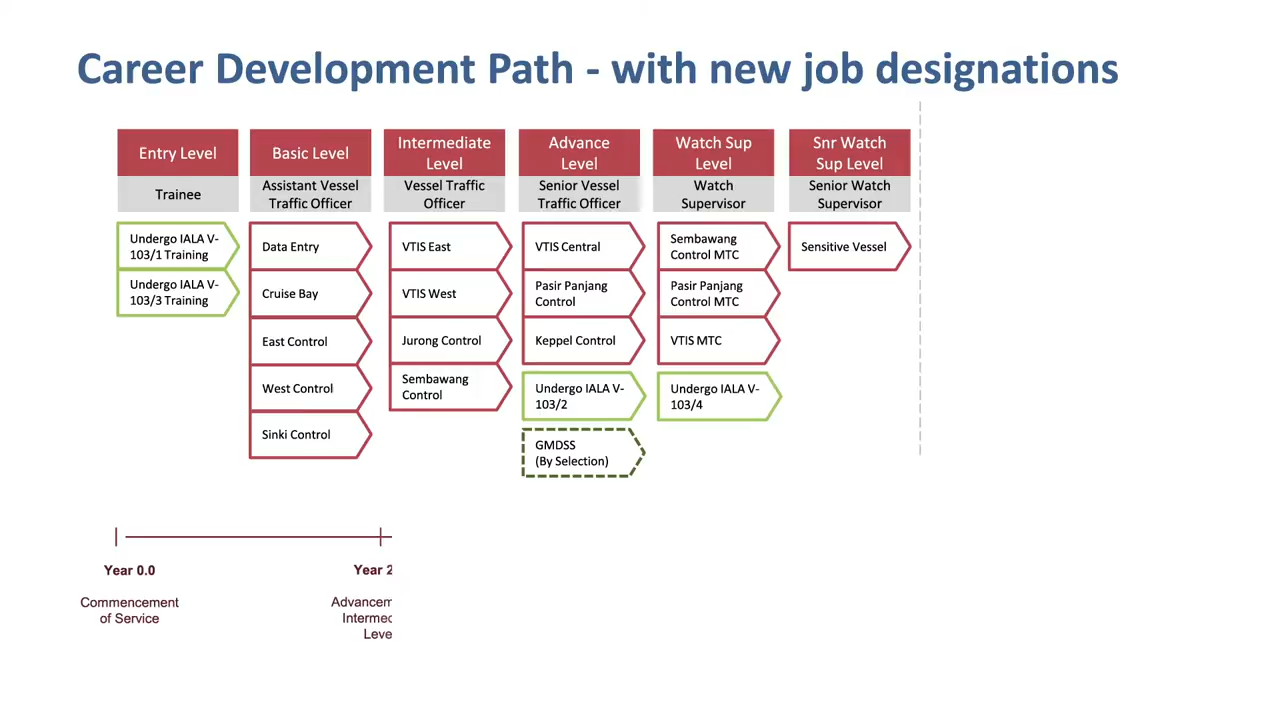 Career Development Path - with new job designations
Entry Level
Trainee
Undergo IALA V-
103/1 Training
Undergo IALA V-
103/3 Training
Basic Level
Assistant Vessel
Traffic Officer
Data Entry
Cruise Bay
East Control
West Control
Sinki Control
Intermediate
Level
Vessel Traffic
Officer
VTIS East
VTIS West
Jurong Control
Sembawang
Control
Advance
Level
Senior Vessel
Traffic Officer
VTIS Central
Pasir Panjang
Control
Keppel Control
Undergo IALA V-
103/2
GMDSS
(By Selection)
Watch Sup
Level
Watch
Supervisor
Sembawang
Control MTC
Pasir Panjang
Control MTC
VTIS MTC
Undergo IALA V-
103/4
Snr Watch
Sup Level
Senior Watch
Supervisor
Sensitive Vessel
Year 0.0
Commencement
of Service
Year 2
Advancem
Intermec
Leve